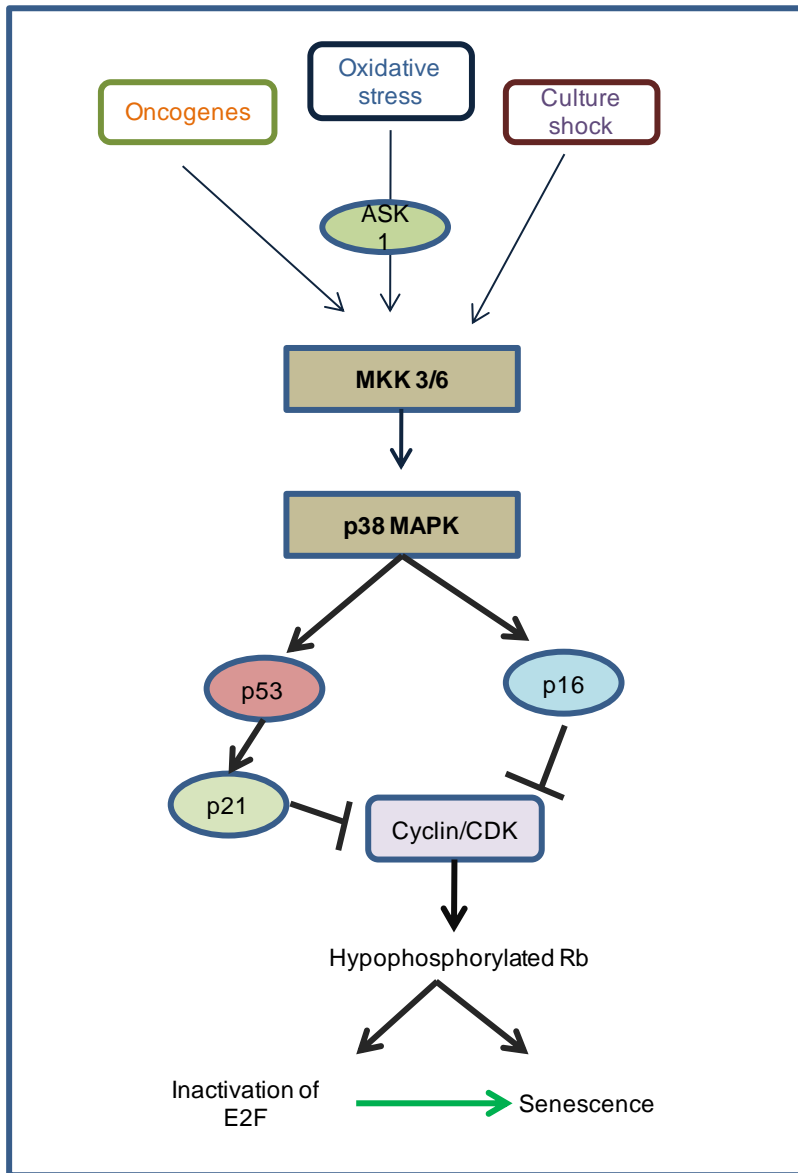 Oncogenes
Oxidative
stress
Culture
shock
ASK
1
MKK 3/6
p38 MAPK
p53
p16
p21
Cyclin/CDK
Hypophosphorylated Rb
Inactivation of
E2F
Senescence